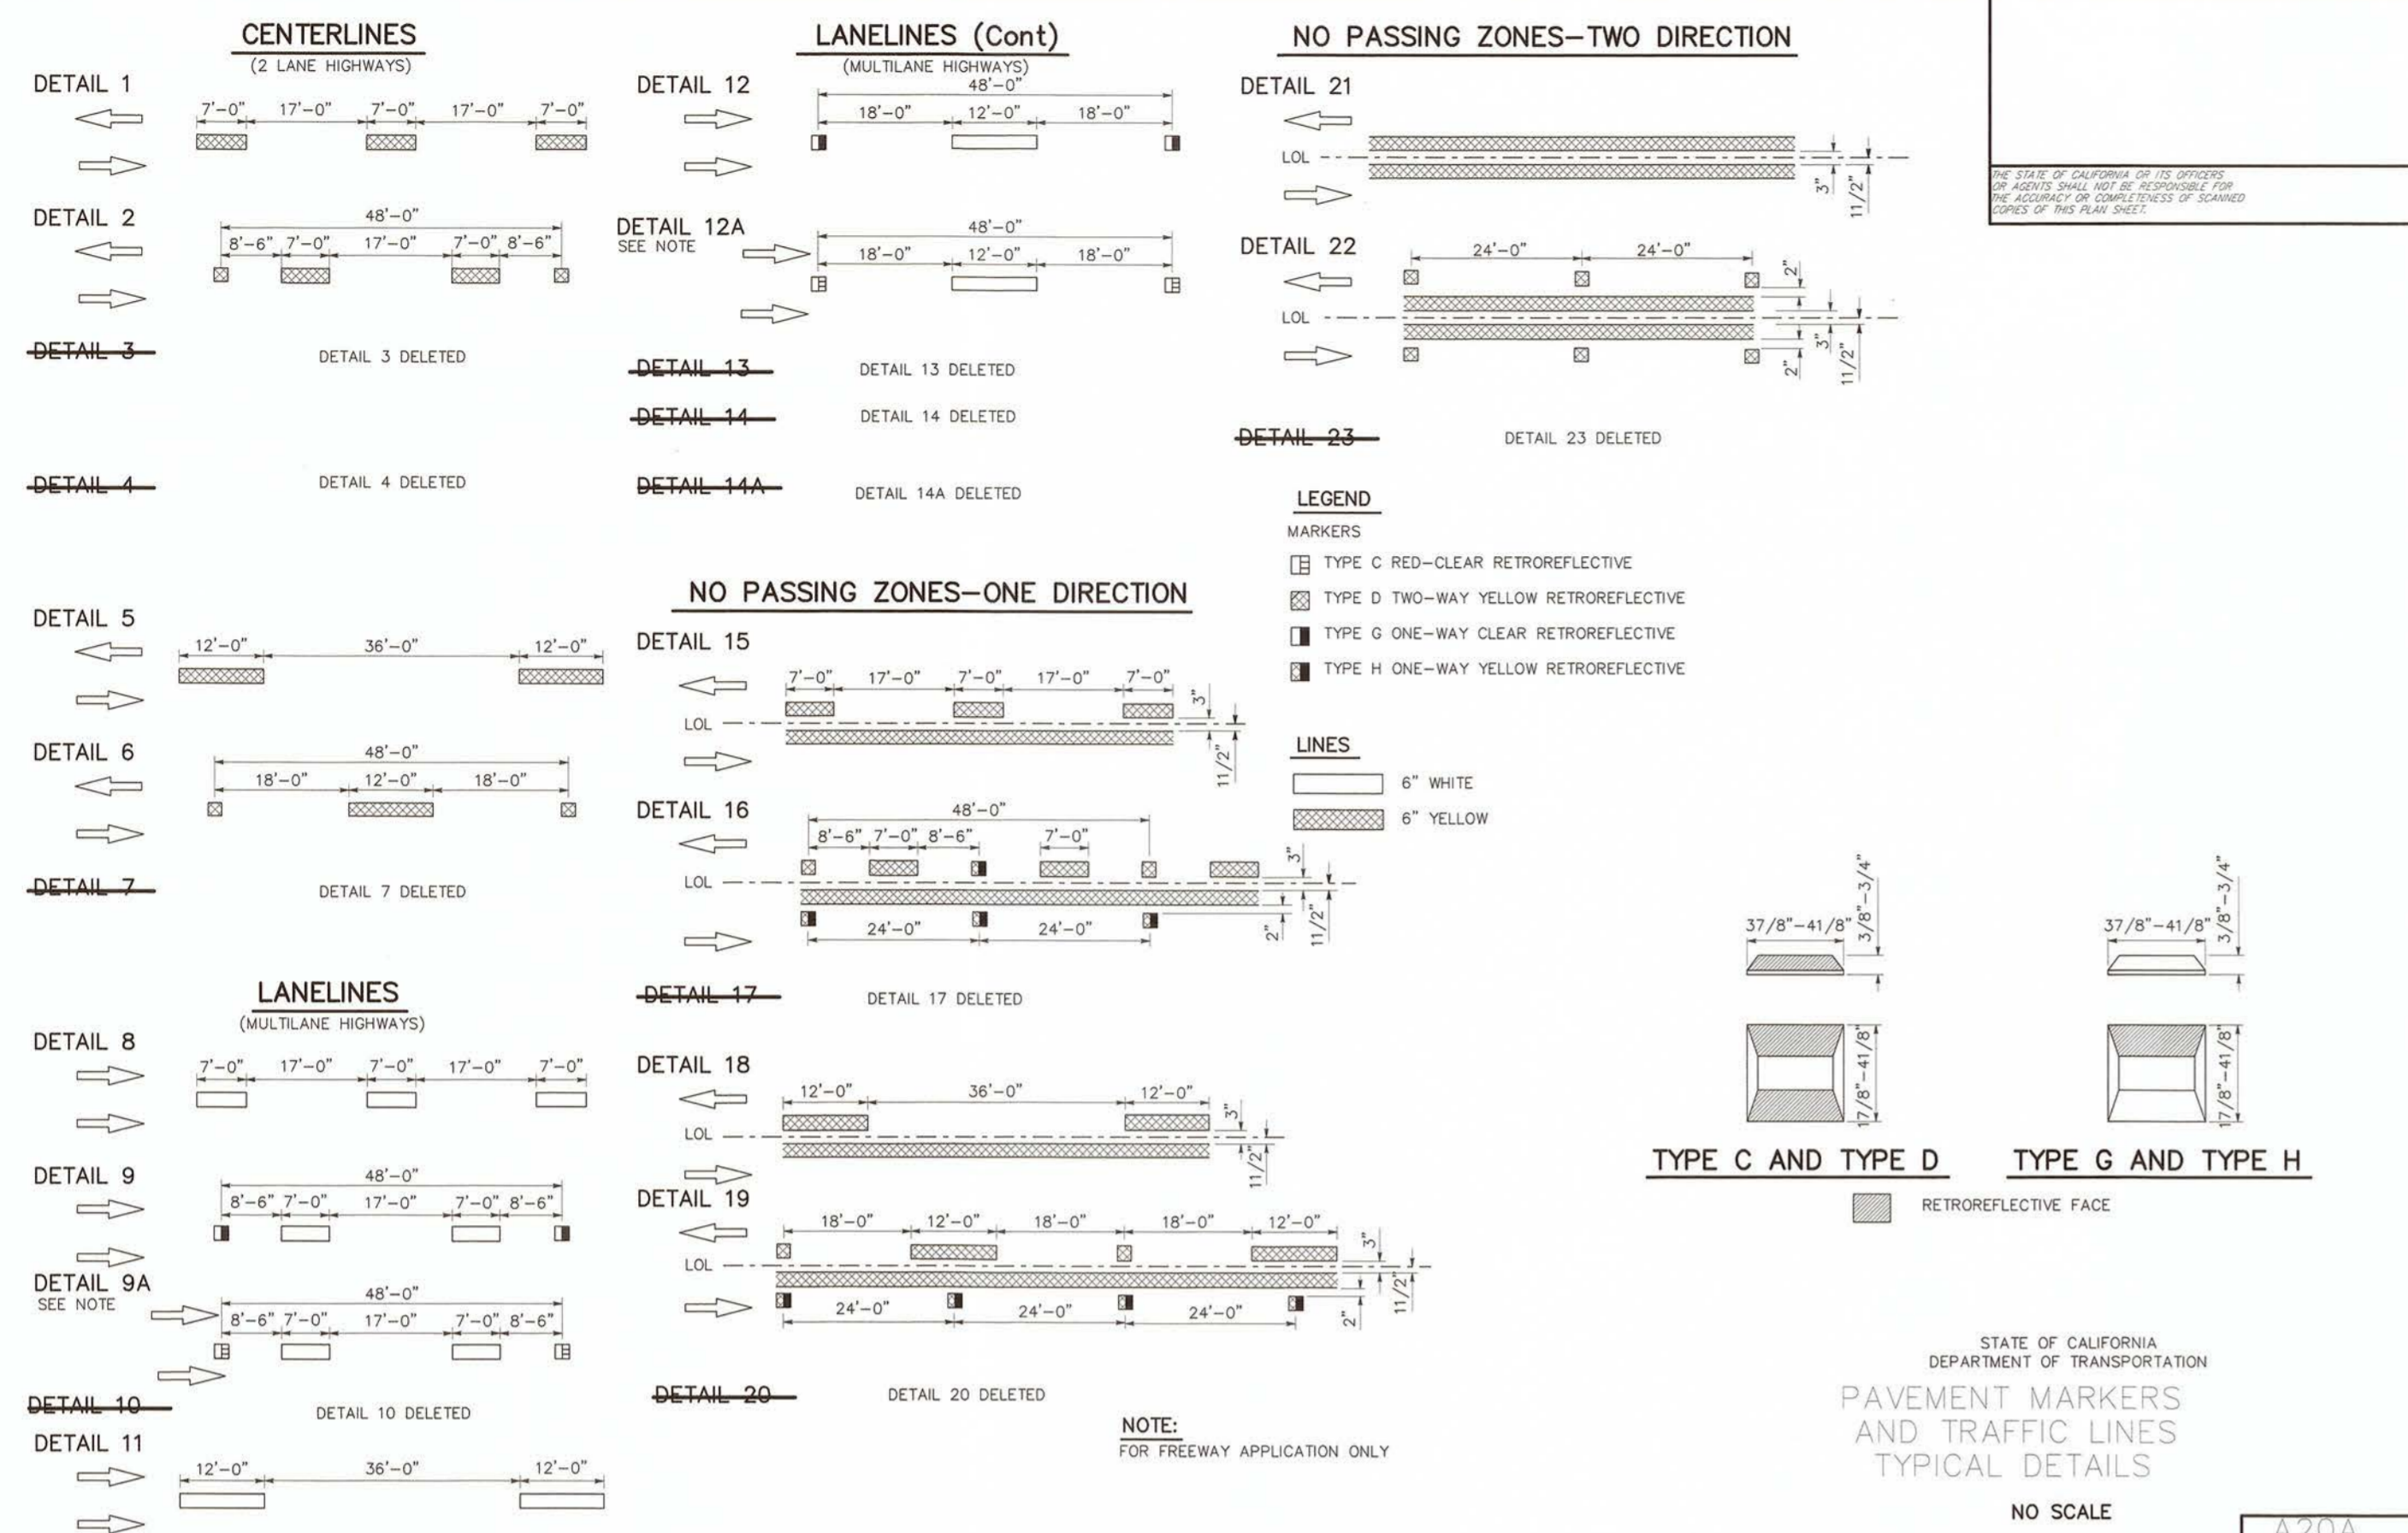 CENTERLINES
(2 LANE HIGHWAYS)
DETAIL 1
7'-0" 17'-0" 7'-0" 17'-0" 7'-0"
DETAIL 2
48'-0"
8'-6" 7'-0" 17'-0" 7'-0" 8'-6"
DETAIL 3
DETAIL 3 DELETED
DETAIL 4
DETAIL 4 DELETED
DETAIL 5
12'-0" 36'-0" 12'-0"
DETAIL 6
48'-0"
18'-0" 12'-0" 18'-0"
DETAIL 7
DETAIL 7 DELETED
LANELINES
(MULTILANE HIGHWAYS)
DETAIL 8
7'-0" 17'-0" 7'-0" 17'-0" 7'-0"
DETAIL 9
48'-0"
8'-6" 7'-0" 17'-0" 7'-0" 8'-6"
DETAIL 9A
SEE NOTE
48'-0"
8'-6" 7'-0" 17'-0" 7'-0" 8'-6"
DETAIL 10
DETAIL 10 DELETED
DETAIL 11
12'-0" 36'-0" 12'-0"
LANELINES (Cont)
(MULTILANE HIGHWAYS)
DETAIL 12
48'-0"
18'-0" 12'-0" 18'-0"
DETAIL 12A
SEE NOTE
48'-0"
18'-0" 12'-0" 18'-0"
DETAIL 13
DETAIL 13 DELETED
DETAIL 14
DETAIL 14 DELETED
DETAIL 14A
DETAIL 14A DELETED
NO PASSING ZONES-ONE DIRECTION
DETAIL 15
7'-0" 17'-0" 7'-0" 17'-0" 7'-0"
3"
LOL
11/2"
DETAIL 16
48'-0"
8'-6" 7'-0" 8'-6" 7'-0"
3"
LOL
24'-0" 24'-0"
2"
11/2"
DETAIL 17
DETAIL 17 DELETED
DETAIL 18
12'-0" 36'-0" 12'-0"
3"
LOL
11/2"
DETAIL 19
18'-0" 12'-0" 18'-0" 18'-0" 12'-0"
3"
LOL
24'-0" 24'-0" 24'-0"
2"
11/2"
DETAIL 20
DETAIL 20 DELETED
NOTE:
FOR FREEWAY APPLICATION ONLY
NO PASSING ZONES-TWO DIRECTION
DETAIL 21
LOL
3"
11/2"
DETAIL 22
24'-0" 24'-0"
2"
LOL
3"
2"
11/2"
DETAIL 23
DETAIL 23 DELETED
LEGEND
MARKERS
TYPE C RED-CLEAR RETROREFLECTIVE
TYPE D TWO-WAY YELLOW RETROREFLECTIVE
TYPE G ONE-WAY CLEAR RETROREFLECTIVE
TYPE H ONE-WAY YELLOW RETROREFLECTIVE
LINES
6" WHITE
6" YELLOW
THE STATE OF CALIFORNIA OR ITS OFFICERS
OR AGENTS SHALL NOT BE RESPONSIBLE FOR
THE ACCURACY OR COMPLETENESS OF SCANNED
COPIES OF THIS PLAN SHEET.
37/8"-41/8"
3/8"-3/4"
17/8"-41/8"
TYPE C AND TYPE D
37/8"-41/8"
3/8"-3/4"
17/8"-41/8"
TYPE G AND TYPE H
RETROREFLECTIVE FACE
STATE OF CALIFORNIA
DEPARTMENT OF TRANSPORTATION
PAVEMENT MARKERS
AND TRAFFIC LINES
TYPICAL DETAILS
NO SCALE
A20A